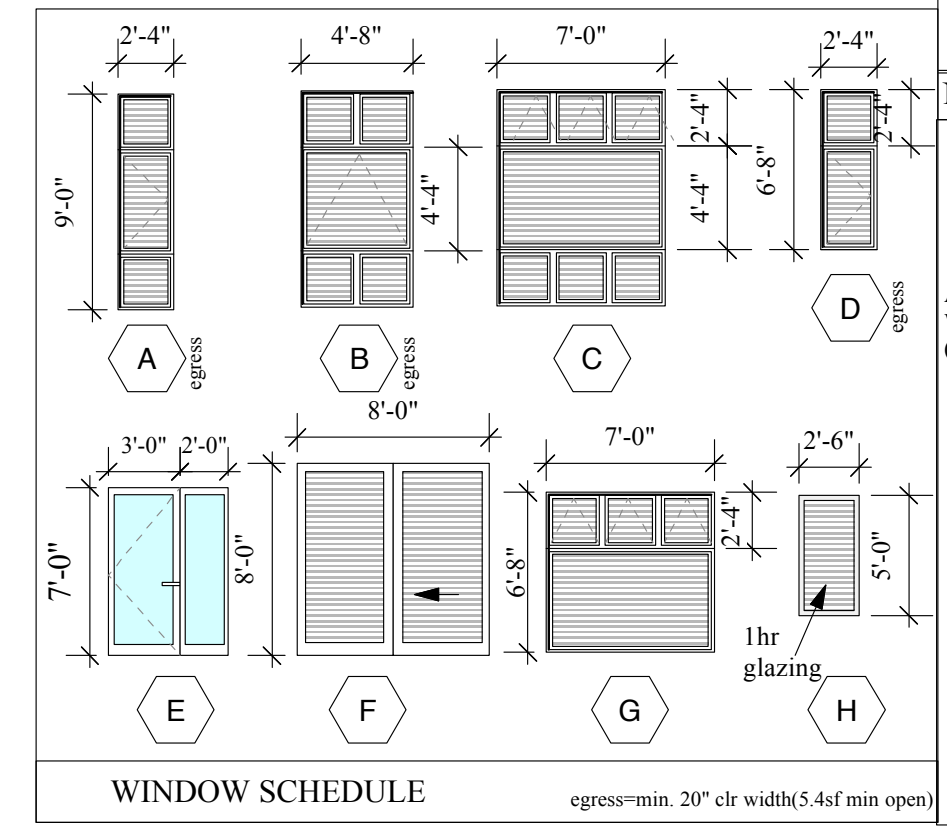 2'-4"
4'-8"
7'-0"
2'-4"
9'-0"
4'-4"
2'-4"
4'-4"
6'-8"
2'-4"
A
egress
B
egress
C
D
egress
3'-0"
2'-0"
8'-0"
7'-0"
2'-6"
7'-0"
8'-0"
6'-8"
2'-4"
5'-0"
1hr
glazing
E
F
G
H
WINDOW SCHEDULE
egress=min. 20" clr width(5.4sf min open)